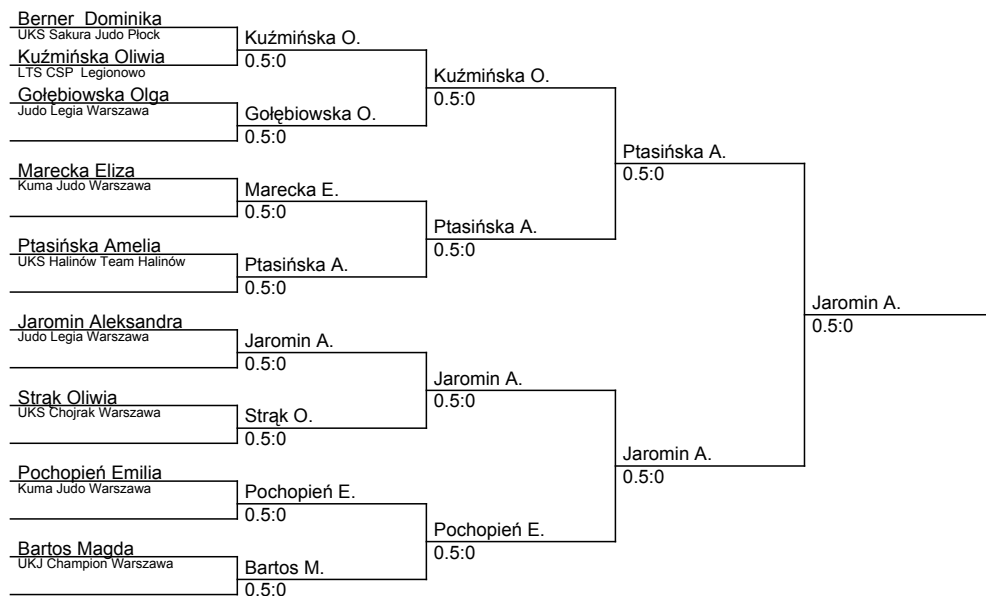 Berner  Dominika
UKS Sakura Judo Płock
Kuźmińska Oliwia
LTS CSP  Legionowo
Gołębiowska Olga
Judo Legia Warszawa
Marecka Eliza
Kuma Judo Warszawa
Ptasińska Amelia
UKS Halinów Team Halinów
Jaromin Aleksandra
Judo Legia Warszawa
Strąk Oliwia
UKS Chojrak Warszawa
Pochopień Emilia
Kuma Judo Warszawa
Bartos Magda
UKJ Champion Warszawa
Kuźmińska O.
0.5:0
Gołębiowska O.
0.5:0
Marecka E.
0.5:0
Ptasińska A.
0.5:0
Jaromin A.
0.5:0
Strąk O.
0.5:0
Pochopień E.
0.5:0
Bartos M.
0.5:0
Kuźmińska O.
0.5:0
Ptasińska A.
0.5:0
Jaromin A.
0.5:0
Pochopień E.
0.5:0
Ptasińska A.
0.5:0
Jaromin A.
0.5:0
Jaromin A.
0.5:0